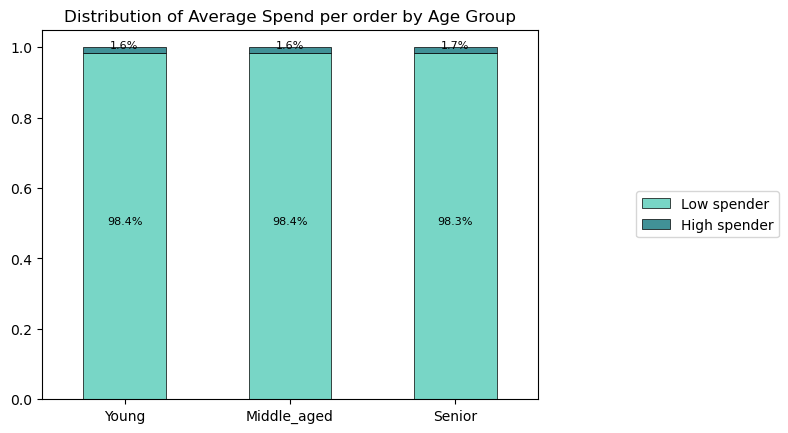 Distribution of Average Spend per order by Age Group
1.0
0.8
0.6
0.4
0.2
0.0
1.6%
1.6%
1.7%
98.4%
98.4%
98.3%
Young
Middle_aged
Senior
Low spender
High spender